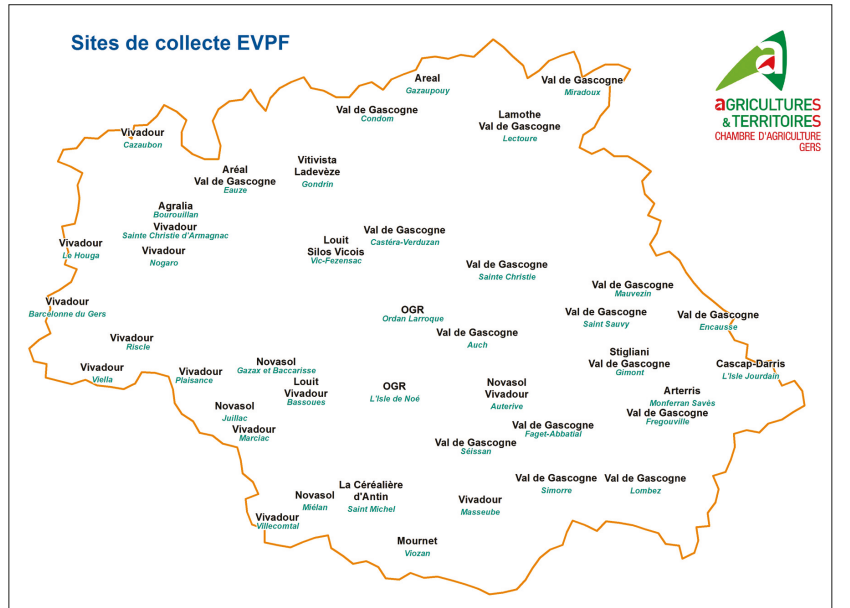 Sites de collecte EVPF
aGRICULTURES
& TERRITOIRES
CHAMBRE D'AGRICULTURE
GERS
Areal
Gazaupouy
Val de Gascogne
Miradoux
Val de Gascogne
Condom
Lamothe
Val de Gascogne
Lectoure
Vivadour
Cazaubon
Aréal
Val de Gascogne
Eauze
Vitivista
Ladevèze
Gondrin
Agralia
Bourouillan
Vivadour
Sainte Christie d'Armagnac
Vivadour
Le Houga
Vivadour
Nogaro
Louit
Silos Vicois
Vic-Fezensac
Val de Gascogne
Castéra-Verduzan
Val de Gascogne
Sainte Christie
Val de Gascogne
Mauvezin
Vivadour
Barcelonne du Gers
OGR
Ordan Larroque
Val de Gascogne
Saint Sauvy
Val de Gascogne
Encausse
Vivadour
Riscle
Val de Gascogne
Auch
Stigliani
Val de Gascogne
Gimont
Cascap-Darris
L'Isle Jourdain
Vivadour
Viella
Vivadour
Plaisance
Novasol
Gazax et Baccarisse
Louit
Vivadour
Bassoues
OGR
L'Isle de Noé
Novasol
Vivadour
Auterive
Arterris
Monferran Savés
Val de Gascogne
Fregouville
Novasol
Juillac
Vivadour
Marciac
Val de Gascogne
Faget-Abbatial
Val de Gascogne
Séissan
Val de Gascogne
Simorre
Val de Gascogne
Lombez
Novasol
Miélan
La Céréalière
d'Antin
Saint Michel
Vivadour
Masseube
Vivadour
Villecomtal
Mournet
Viozan